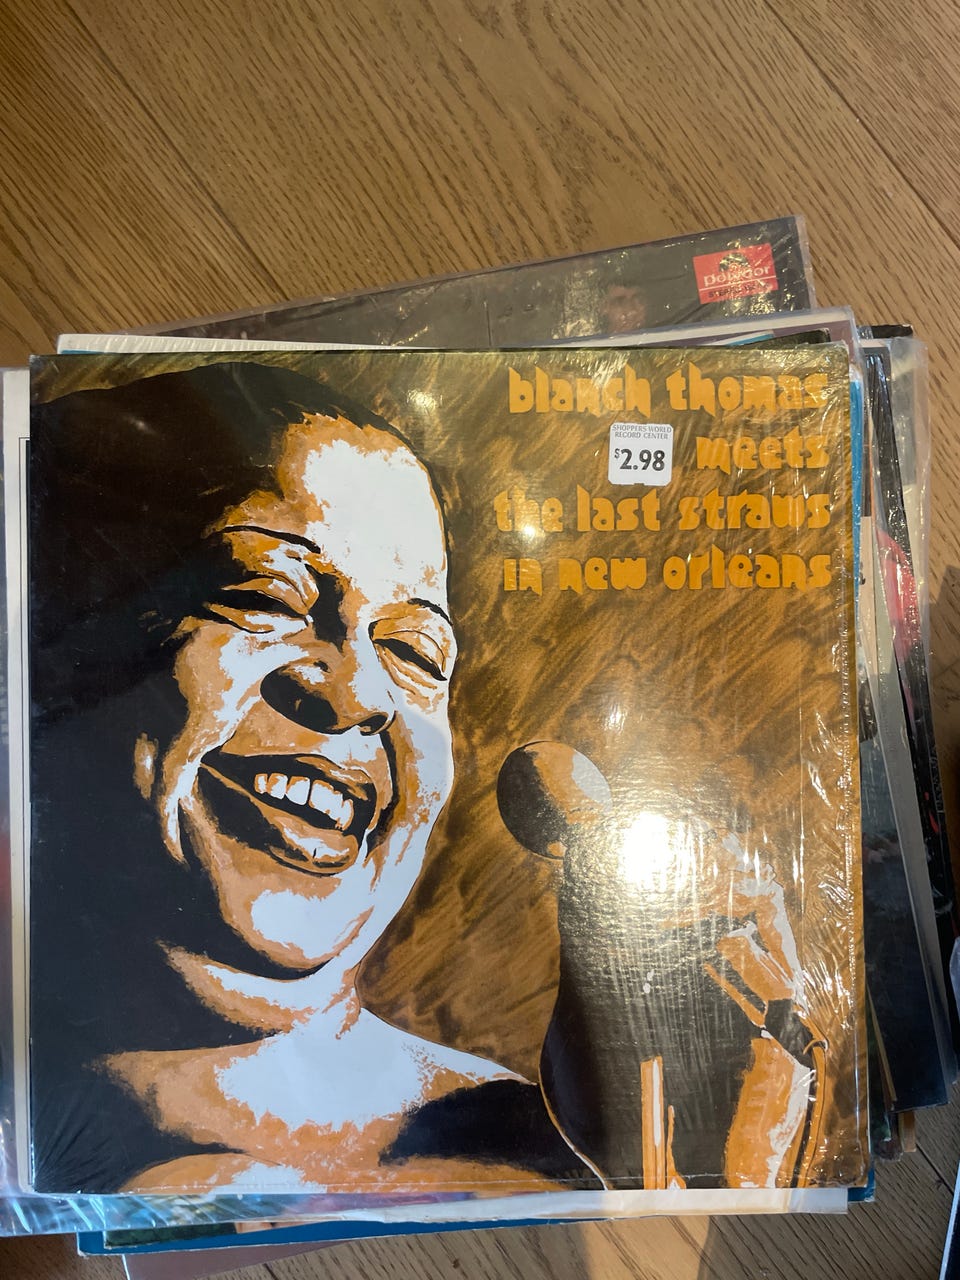 polydor
blanch thomas
SHOPPERS WORLD
RECORD CENTER
$2.98
meets
the last straws
in new orleans